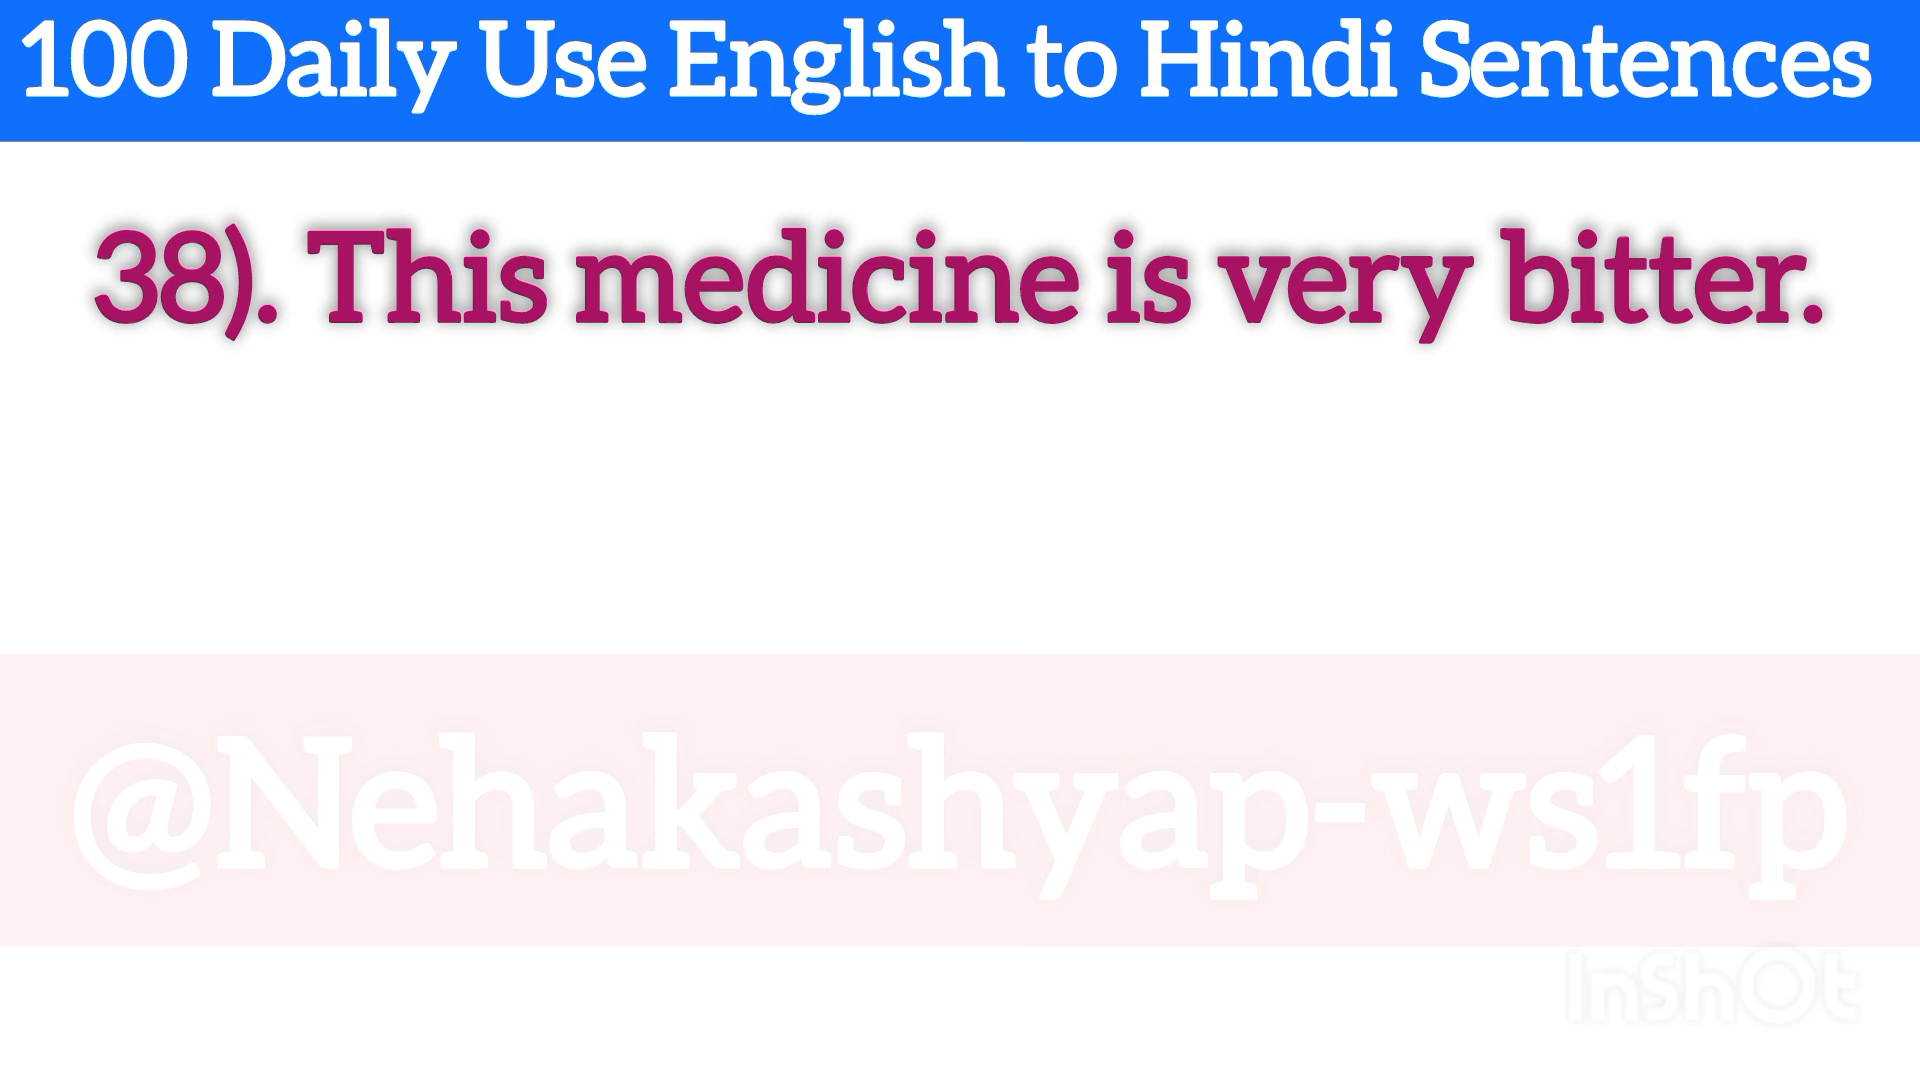 100 Daily Use English to Hindi Sentences
38). This medicine is very bitter.
@Nehakashyap-ws1fp
InShOt